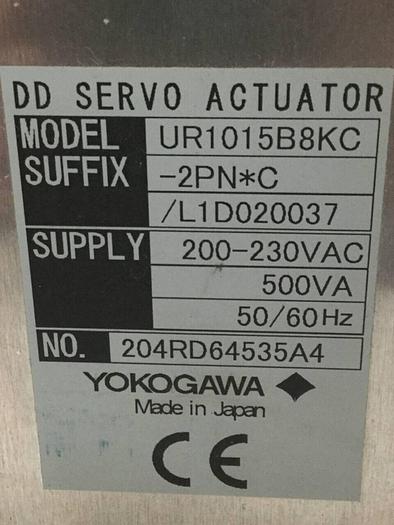 DD SERVO ACTUATOR
MODEL UR1015B8KC
SUFFIX -2PN*C
/L1D020037
SUPPLY 200-230VAC
500VA
50/60Hz
NO. 204RD64535A4
YOKOGAWA
Made in Japan
CE